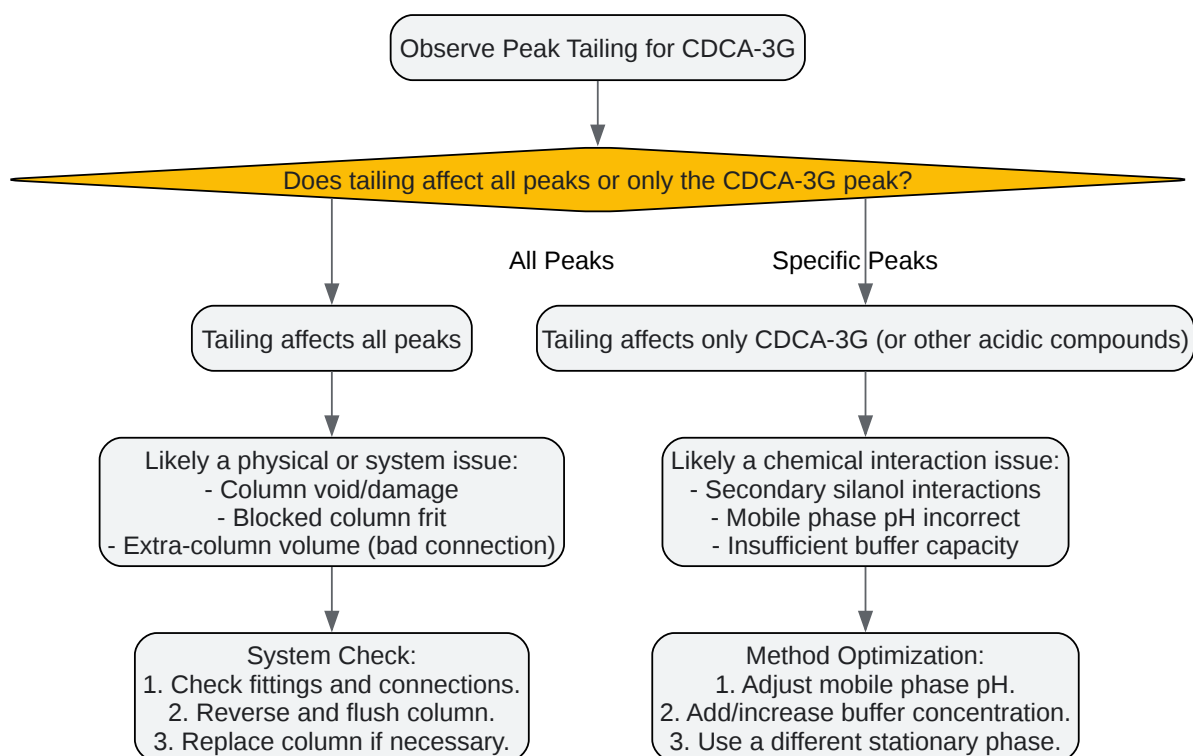 Observe Peak Tailing for CDCA-3G
Does tailing affect all peaks or only the CDCA-3G peak?
All Peaks
Specific Peaks
Tailing affects all peaks
Tailing affects only CDCA-3G (or other acidic compounds)
Likely a physical or system issue:
- Column void/damage
- Blocked column frit
- Extra-column volume (bad connection)
Likely a chemical interaction issue:
- Secondary silanol interactions
- Mobile phase pH incorrect
- Insufficient buffer capacity
System Check:
1. Check fittings and connections.
2. Reverse and flush column.
3. Replace column if necessary.
Method Optimization:
1. Adjust mobile phase pH.
2. Add/increase buffer concentration.
3. Use a different stationary phase.